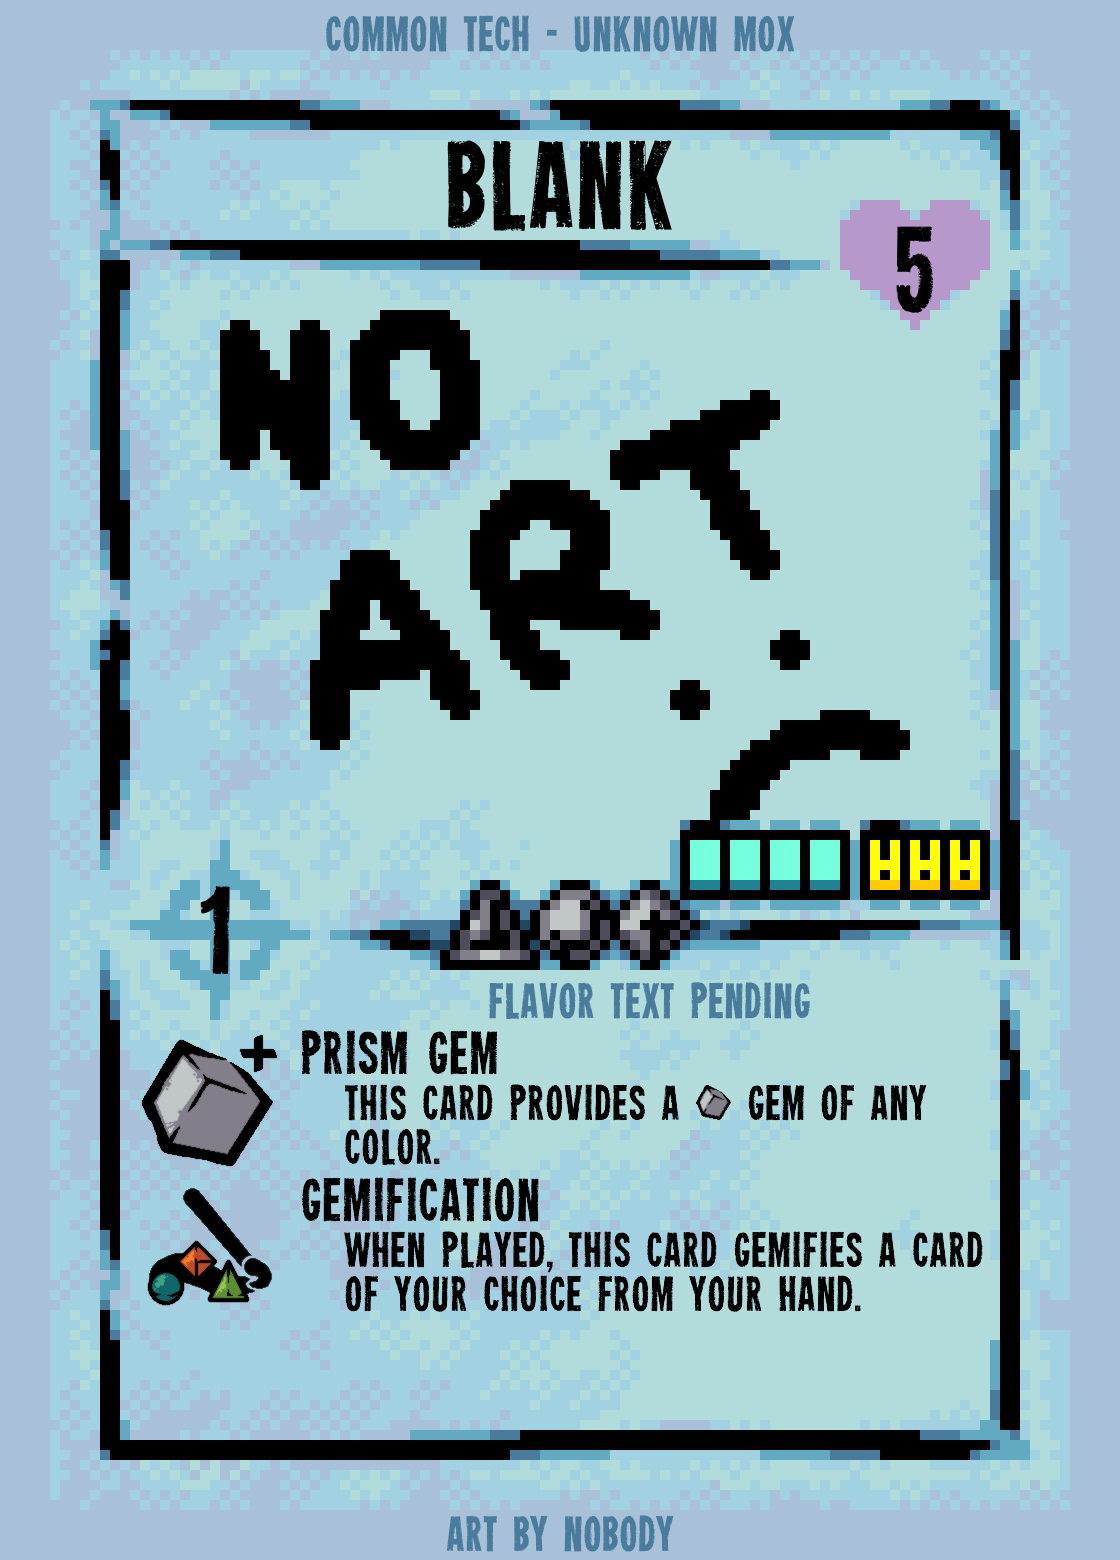 COMMON TECH - UNKNOWN MOX
BLANK
5
NO
ART
:(
1
FLAVOR TEXT PENDING
+ PRISM GEM
THIS CARD PROVIDES A GEM OF ANY
COLOR.
GEMIFICATION
WHEN PLAYED, THIS CARD GEMIFIES A CARD
OF YOUR CHOICE FROM YOUR HAND.
ART BY NOBODY